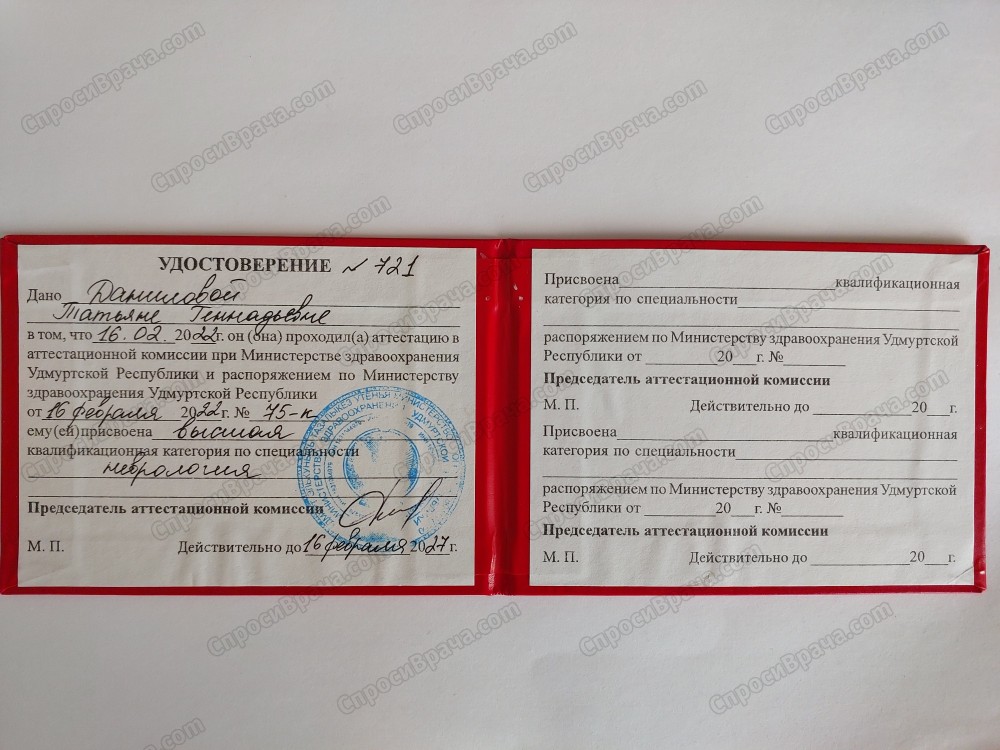 УДОСТОВЕРЕНИЕ № 721
Дано Даниловой
Татьяне Геннадьевне
в том, что 16.02. 2022г. он (она) проходил(а) аттестацию в
аттестационной комиссии при Министерстве здравоохранения
Удмуртской Республики и распоряжением по Министерству
здравоохранения Удмуртской Республики
от 16 февраля 2022г. № 75-к
ему(ей) присвоена высшая
квалификационная категория по специальности
неврология
Председатель аттестационной комиссии
М. П. Действительно до 16 февраля 2027 г.
Присвоена квалификационная
категория по специальности
распоряжением по Министерству здравоохранения Удмуртской
Республики от 20 г. №
Председатель аттестационной комиссии
М. П. Действительно до 20 г.
Присвоена квалификационная
категория по специальности
распоряжением по Министерству здравоохранения Удмуртской
Республики от 20 г. №
Председатель аттестационной комиссии
М. П. Действительно до 20 г.
СпросиВрача.com